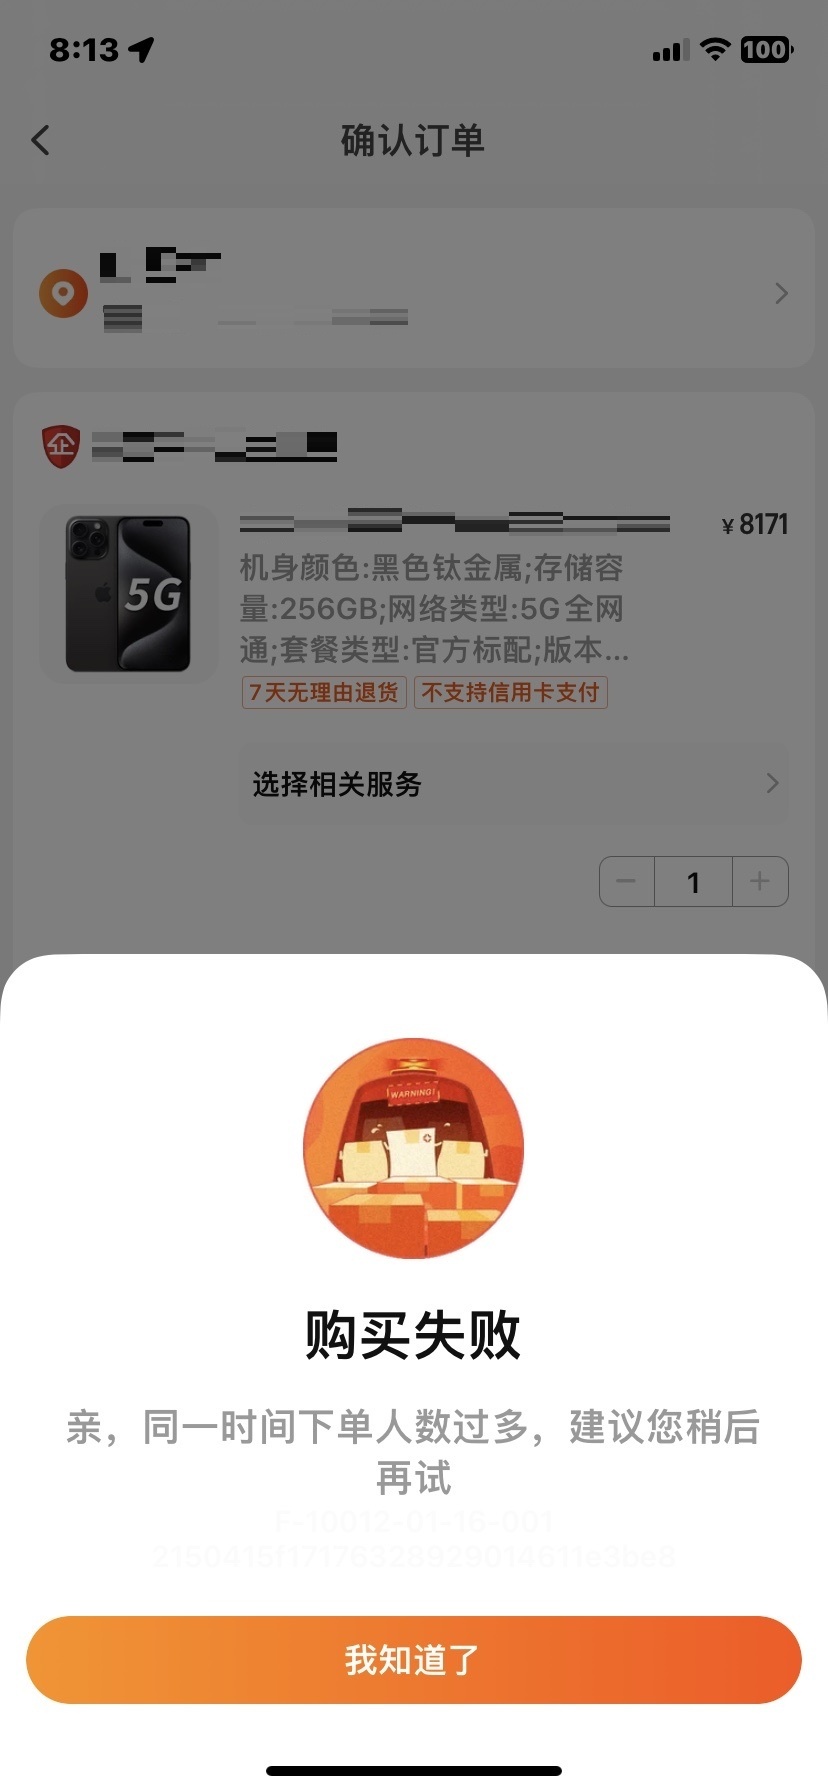 8:13
100
确认订单
企
¥8171
5G
机身颜色:黑色钛金属;存储容
量:256GB;网络类型:5G全网
通;套餐类型:官方标配;版本...
7天无理由退货 不支持信用卡支付
选择相关服务
1
WARNING!
购买失败
亲，同一时间下单人数过多，建议您稍后
再试
F-10012-01-16-001
2150415f17176328929014611e3be8
我知道了